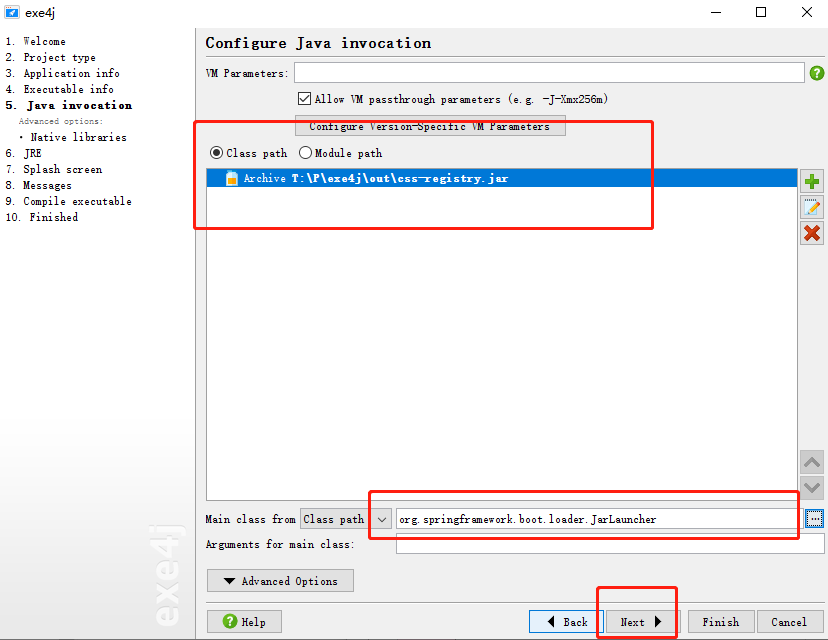 exe4j
1. Welcome
2. Project type
3. Application info
4. Executable info
5. Java invocation
Advanced options:
• Native libraries
6. JRE
7. Splash screen
8. Messages
9. Compile executable
10. Finished
exe4j
Configure Java invocation
VM Parameters:
Allow VM passthrough parameters (e.g. -J-Xmx256m)
Configure Version-Specific VM Parameters
Class path Module path
Archive T:\P\exe4j\out\css-registry.jar
Main class from Class path org.springframework.boot.loader.JarLauncher ...
Arguments for main class:
Advanced Options
Help Back Next Finish Cancel